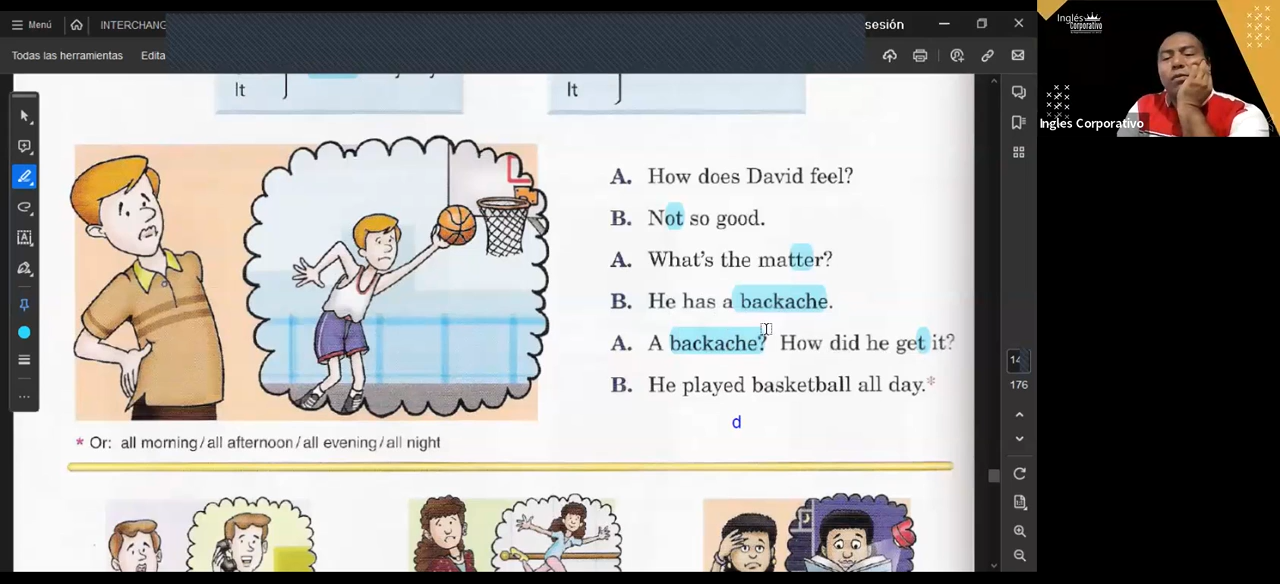 Menú
INTERCHANG
sesión
Todas las herramientas
Edita
It
It
A. How does David feel?
B. Not so good.
A. What's the matter?
B. He has a backache.
A. A backache? How did he get it?
B. He played basketball all day.*
d
* Or: all morning/all afternoon/all evening/all night
14
176
Inglés
Corporativo
Ingles Corporativo